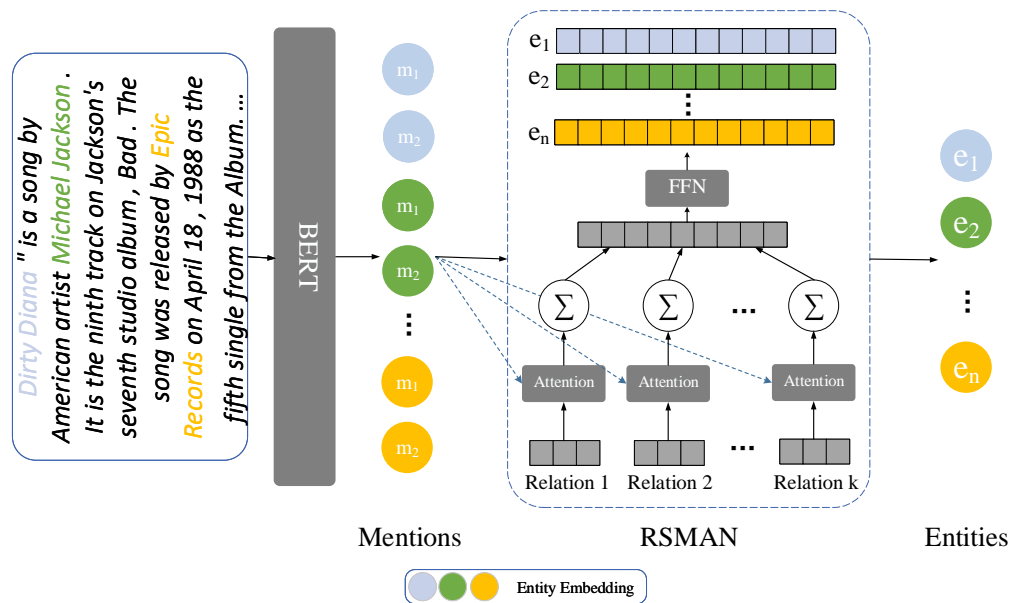 Dirty Diana " is a song by
American artist Michael Jackson .
It is the ninth track on Jackson's
seventh studio album , Bad . The
song was released by Epic
Records on April 18 , 1988 as the
fifth single from the Album. ...
BERT
m1
m2
m1
m2
...
m1
m2
Mentions
e1
e2
...
en
FFN
Σ
Σ
...
Σ
Attention
Attention
Attention
...
Relation 1
Relation 2
Relation k
RSMAN
e1
e2
...
en
Entities
Entity Embedding